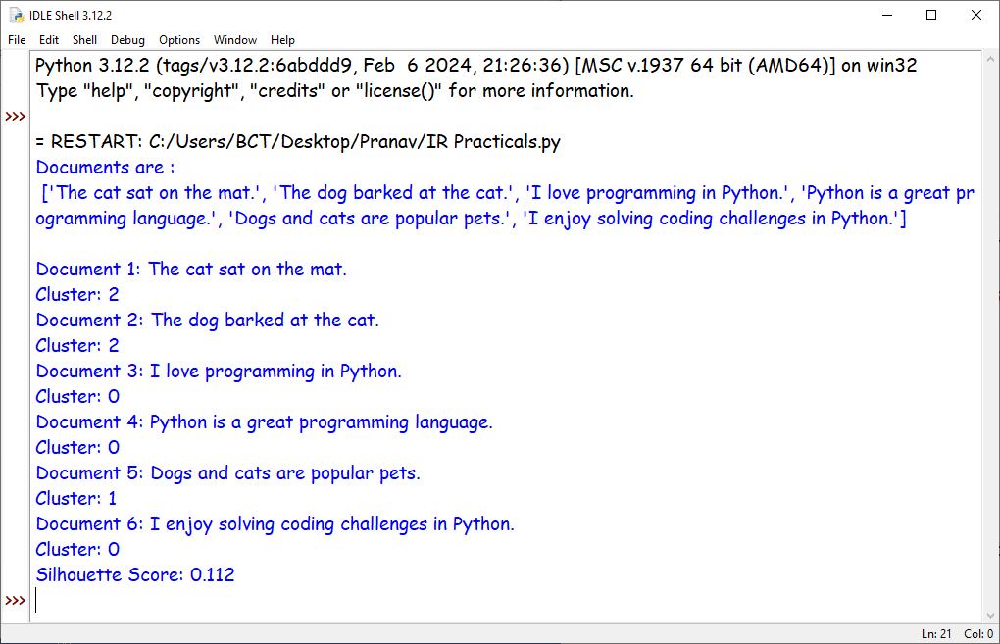 IDLE Shell 3.12.2
File Edit Shell Debug Options Window Help
Python 3.12.2 (tags/v3.12.2:6abddd9, Feb  6 2024, 21:26:36) [MSC v.1937 64 bit (AMD64)] on win32
Type "help", "copyright", "credits" or "license()" for more information.
>>>
= RESTART: C:/Users/BCT/Desktop/Pranav/IR Practicals.py
Documents are :
['The cat sat on the mat.', 'The dog barked at the cat.', 'I love programming in Python.', 'Python is a great pr
ogramming language.', 'Dogs and cats are popular pets.', 'I enjoy solving coding challenges in Python.']
Document 1: The cat sat on the mat.
Cluster: 2
Document 2: The dog barked at the cat.
Cluster: 2
Document 3: I love programming in Python.
Cluster: 0
Document 4: Python is a great programming language.
Cluster: 0
Document 5: Dogs and cats are popular pets.
Cluster: 1
Document 6: I enjoy solving coding challenges in Python.
Cluster: 0
Silhouette Score: 0.112
>>>
Ln: 21 Col: 0